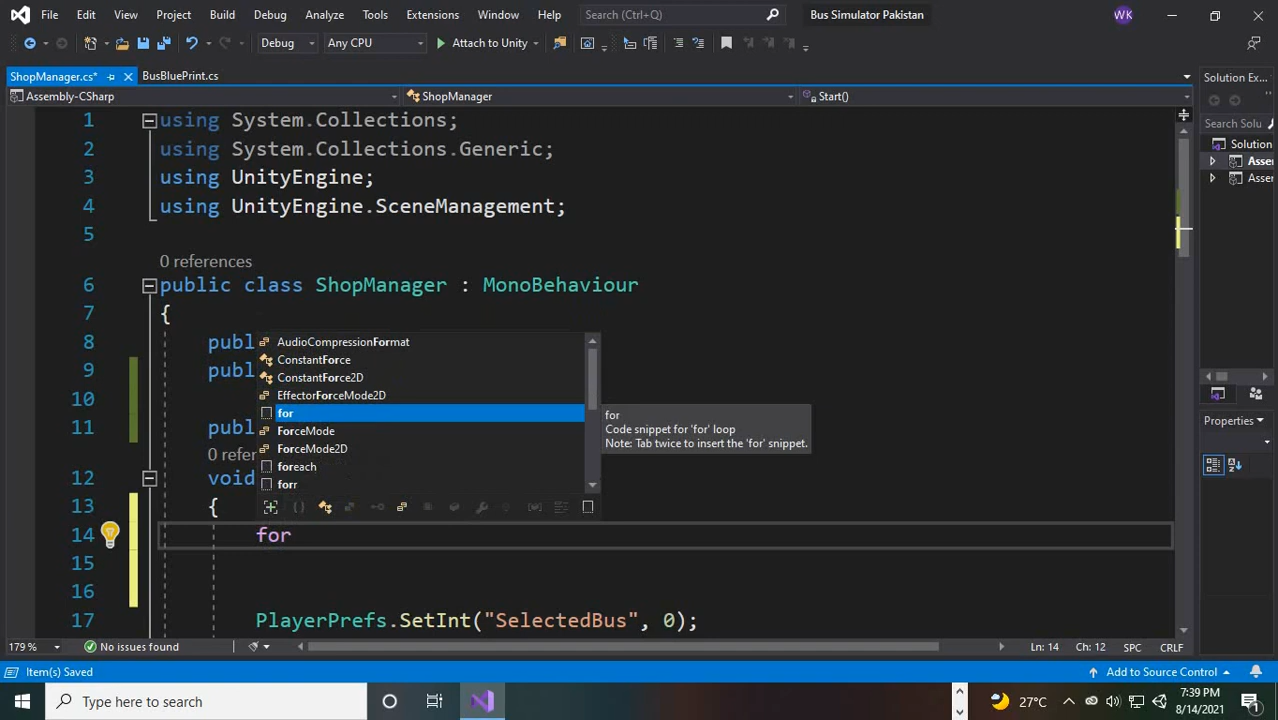 File Edit View Project Build Debug Analyze Tools Extensions Window Help Search (Ctrl+Q) Bus Simulator Pakistan WK
Debug Any CPU Attach to Unity
ShopManager.cs* BusBluePrint.cs Solution Ex...
Assembly-CSharp ShopManager Start()
1 using System.Collections;
2 using System.Collections.Generic;
3 using UnityEngine;
4 using UnityEngine.SceneManagement;
5
0 references
6 public class ShopManager : MonoBehaviour
7 {
8 publ
9 publ
10
11 publ
0 refer
12 void
13 {
14 for
15
16
17 PlayerPrefs.SetInt("SelectedBus", 0);
AudioCompressionFormat
ConstantForce
ConstantForce2D
EffectorForceMode2D
for
ForceMode
ForceMode2D
foreach
forr
for
Code snippet for 'for' loop
Note: Tab twice to insert the 'for' snippet.
Search Solu
Solution
Asse
Asser
Properties
179 % No issues found Ln: 14 Ch: 12 SPC CRLF
Item(s) Saved Add to Source Control
Type here to search 27°C 7:39 PM
8/14/2021
1